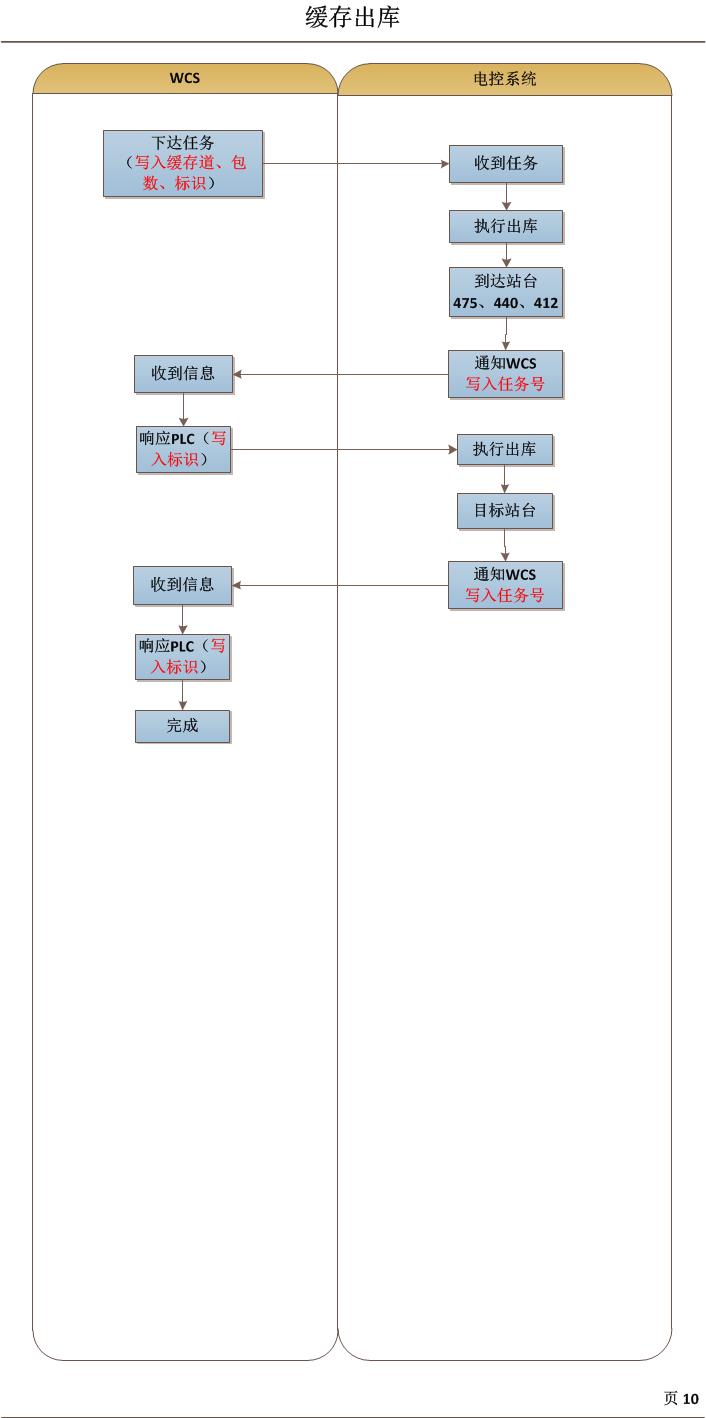 缓存出库
WCS
电控系统
下达任务
（写入缓存道、包
数、标识）
收到任务
执行出库
到达站台
475、440、412
通知WCS
写入任务号
收到信息
响应PLC（写
入标识）
执行出库
目标站台
通知WCS
写入任务号
收到信息
响应PLC（写
入标识）
完成
页 10